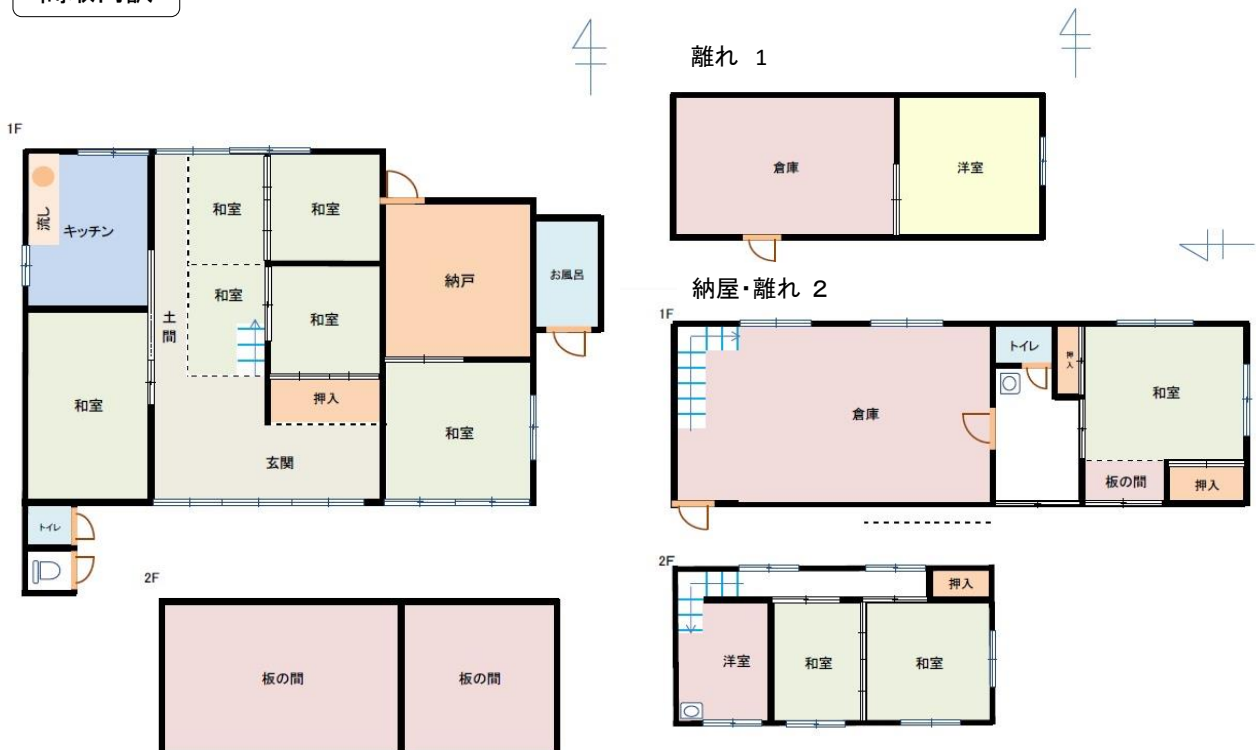 離れ 1
1F
流し
キッチン
和室
和室
倉庫
洋室
和室
和室
土間
納戸
お風呂
和室
押入
玄関
和室
トイレ
2F
板の間
板の間
納屋・離れ 2
1F
トイレ
押入
倉庫
和室
板の間
押入
2F
押入
洋室
和室
和室